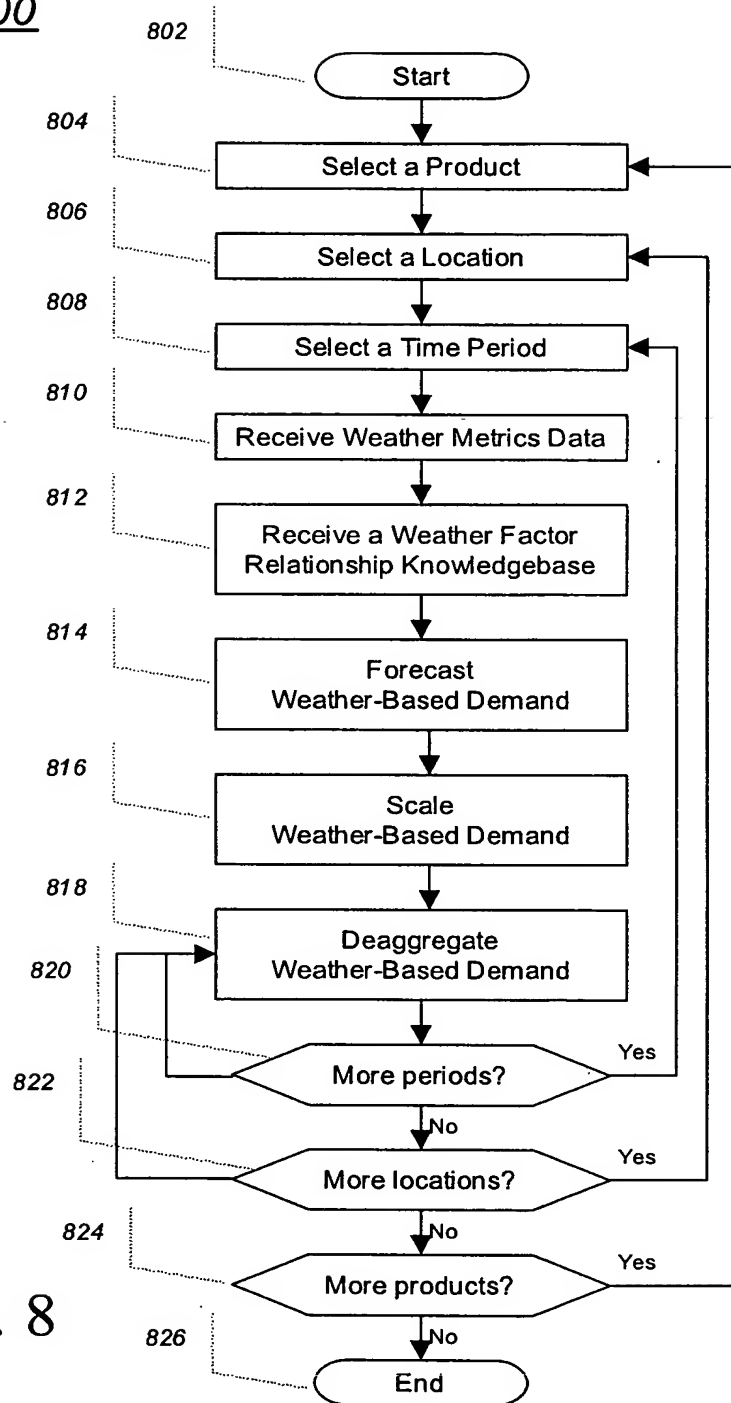 00
802
Start
804
Select a Product
806
Select a Location
808
Select a Time Period
810
Receive Weather Metrics Data
812
Receive a Weather Factor
Relationship Knowledgebase
814
Forecast
Weather-Based Demand
816
Scale
Weather-Based Demand
818
Deaggregate
Weather-Based Demand
820
More periods?
Yes
822
No
More locations?
Yes
824
No
More products?
Yes
. 8
826
No
End